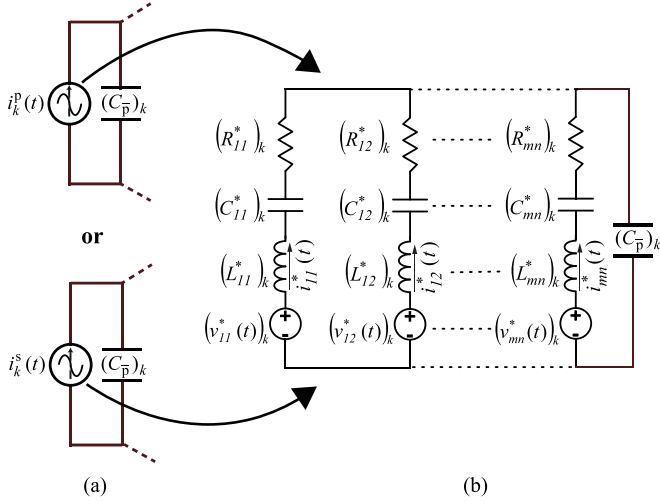 i_k^p(t)
(C_p̅)_k
or
i_k^s(t)
(C_p̅)_k
(a)
(R*_11)_k (R*_12)_k (R*_mn)_k
(C*_11)_k (C*_12)_k (C*_mn)_k
(C_p̅)_k
(L*_11)_k i*_11(t) (L*_12)_k i*_12(t) (L*_mn)_k i*_mn(t)
(v*_11(t))_k + - (v*_12(t))_k + - (v*_mn(t))_k + -
(b)